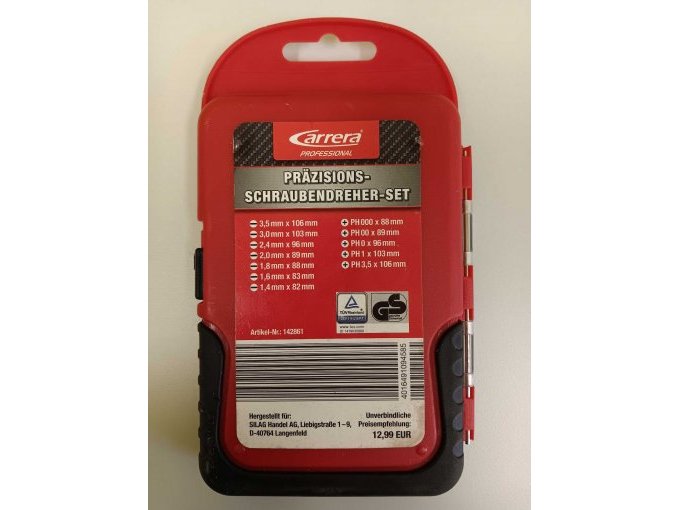 Carrera
PROFESSIONAL
PRÄZISIONS-
SCHRAUBENDREHER-SET
3,5 mm x 106 mm
3,0 mm x 103 mm
2,4 mm x 96 mm
2,0 mm x 89 mm
1,8 mm x 88 mm
1,6 mm x 83 mm
1,4 mm x 82 mm
PH 000 x 88 mm
PH 00 x 89 mm
PH 0 x 96 mm
PH 1 x 103 mm
PH 3,5 x 106 mm
TÜVRheinland
GS
Artikel-Nr.: 142861
4016491094585
Hergestellt für:
SILAG Handel AG, Liebigstraße 1–9,
D-40764 Langenfeld
Unverbindliche
Preisempfehlung:
12,99 EUR